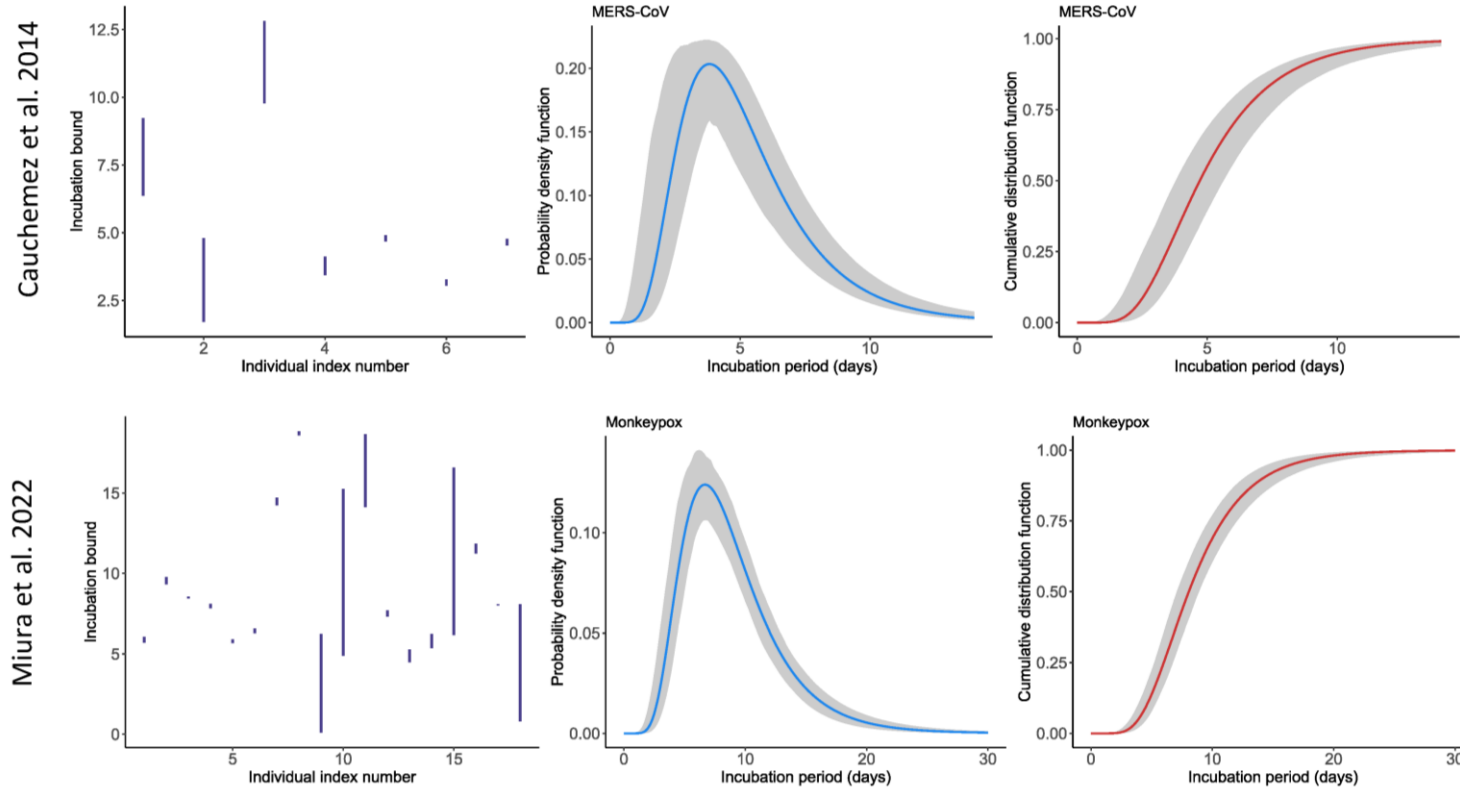 Cauchemez et al. 2014
Incubation bound
12.5
10.0
7.5
5.0
2.5
2 4 6
Individual index number
MERS-CoV
Probability density function
0.20
0.15
0.10
0.05
0.00
0 5 10
Incubation period (days)
MERS-CoV
Cumulative distribution function
1.00
0.75
0.50
0.25
0.00
0 5 10
Incubation period (days)
Miura et al. 2022
Incubation bound
15
10
5
0
5 10 15
Individual index number
Monkeypox
Probability density function
0.10
0.05
0.00
0 10 20 30
Incubation period (days)
Monkeypox
Cumulative distribution function
1.00
0.75
0.50
0.25
0.00
0 10 20 30
Incubation period (days)